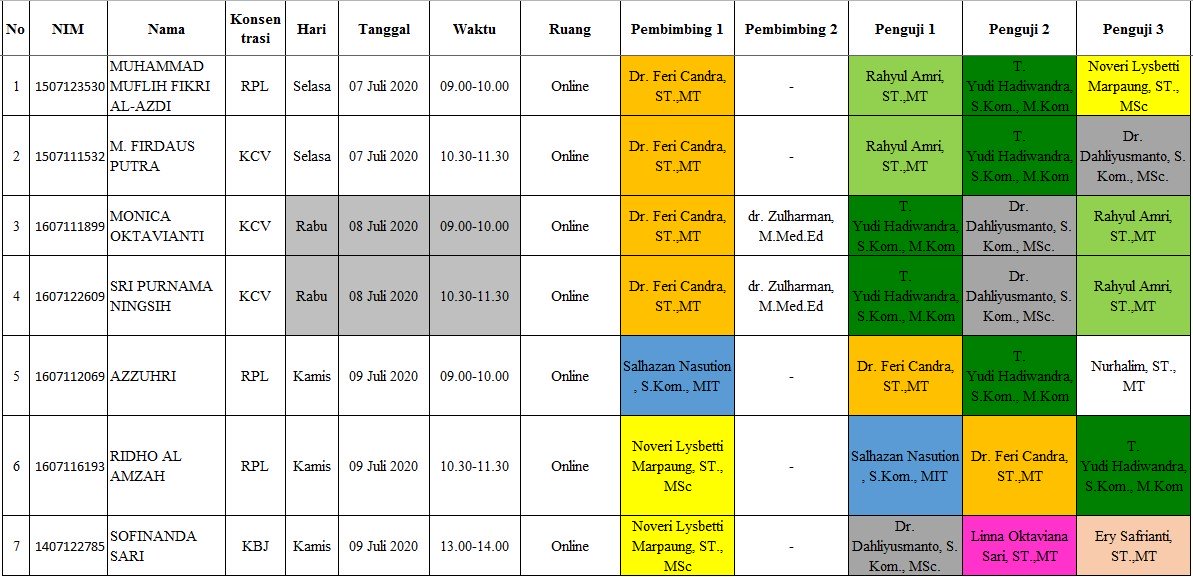 No NIM Nama Konsen trasi Hari Tanggal Waktu Ruang Pembimbing 1 Pembimbing 2 Penguji 1 Penguji 2 Penguji 3
1 1507123530 MUHAMMAD MUFLIH FIKRI AL-AZDI RPL Selasa 07 Juli 2020 09.00-10.00 Online Dr. Feri Candra, ST.,MT - Rahyul Amri, ST.,MT T. Yudi Hadiwandra, S.Kom., M.Kom Noveri Lysbetti Marpaung, ST., MSc
2 1507111532 M. FIRDAUS PUTRA KCV Selasa 07 Juli 2020 10.30-11.30 Online Dr. Feri Candra, ST.,MT - Rahyul Amri, ST.,MT T. Yudi Hadiwandra, S.Kom., M.Kom Dr. Dahliyusmanto, S. Kom., MSc.
3 1607111899 MONICA OKTAVIANTI KCV Rabu 08 Juli 2020 09.00-10.00 Online Dr. Feri Candra, ST.,MT dr. Zulharman, M.Med.Ed T. Yudi Hadiwandra, S.Kom., M.Kom Dr. Dahliyusmanto, S. Kom., MSc. Rahyul Amri, ST.,MT
4 1607122609 SRI PURNAMA NINGSIH KCV Rabu 08 Juli 2020 10.30-11.30 Online Dr. Feri Candra, ST.,MT dr. Zulharman, M.Med.Ed T. Yudi Hadiwandra, S.Kom., M.Kom Dr. Dahliyusmanto, S. Kom., MSc. Rahyul Amri, ST.,MT
5 1607112069 AZZUHRI RPL Kamis 09 Juli 2020 09.00-10.00 Online Salhazan Nasution , S.Kom., MIT - Dr. Feri Candra, ST.,MT T. Yudi Hadiwandra, S.Kom., M.Kom Nurhalim, ST., MT
6 1607116193 RIDHO AL AMZAH RPL Kamis 09 Juli 2020 10.30-11.30 Online Noveri Lysbetti Marpaung, ST., MSc - Salhazan Nasution , S.Kom., MIT Dr. Feri Candra, ST.,MT T. Yudi Hadiwandra, S.Kom., M.Kom
7 1407122785 SOFINANDA SARI KBJ Kamis 09 Juli 2020 13.00-14.00 Online Noveri Lysbetti Marpaung, ST., MSc - Dr. Dahliyusmanto, S. Kom., MSc. Linna Oktaviana Sari, ST.,MT Ery Safrianti, ST.,MT